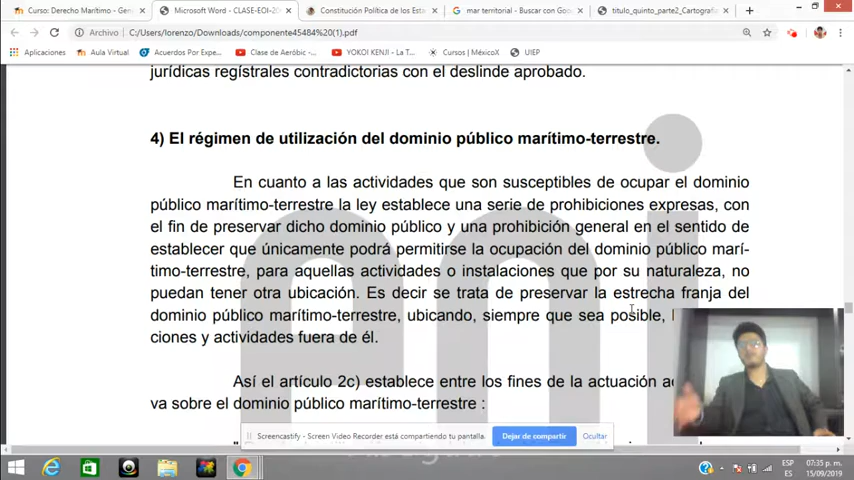 Curso: Derecho Marítimo - Gen
Microsoft Word - CLASE-EOI-20
Constitución Política de los Esta
mar territorial - Buscar con Goo
titulo_quinto_parte2_Cartografia
Archivo
C:/Users/lorenzo/Downloads/componente45484%20(1).pdf
Aplicaciones
Aula Virtual
Acuerdos Por Expe...
Clase de Aeróbic -...
YOKOI KENJI - La T...
Cursos (MéxicoX
UIEP
jurídicas regístrales contradictorias con el deslinde aprobado.
4) El régimen de utilización del dominio público marítimo-terrestre.
En cuanto a las actividades que son susceptibles de ocupar el dominio
público marítimo-terrestre la ley establece una serie de prohibiciones expresas, con
el fin de preservar dicho dominio público y una prohibición general en el sentido de
establecer que únicamente podrá permitirse la ocupación del dominio público marí-
timo-terrestre, para aquellas actividades o instalaciones que por su naturaleza, no
puedan tener otra ubicación. Es decir se trata de preservar la estrecha franja del
dominio público marítimo-terrestre, ubicando, siempre que sea posible,
ciones y actividades fuera de él.
Así el artículo 2c) establece entre los fines de la actuación
va sobre el dominio público marítimo-terrestre :
Screencastify - Screen Video Recorder está compartiendo tu pantalla.
Dejar de compartir
Ocultar
ESP
ES
07:35 p. m.
15/09/2019